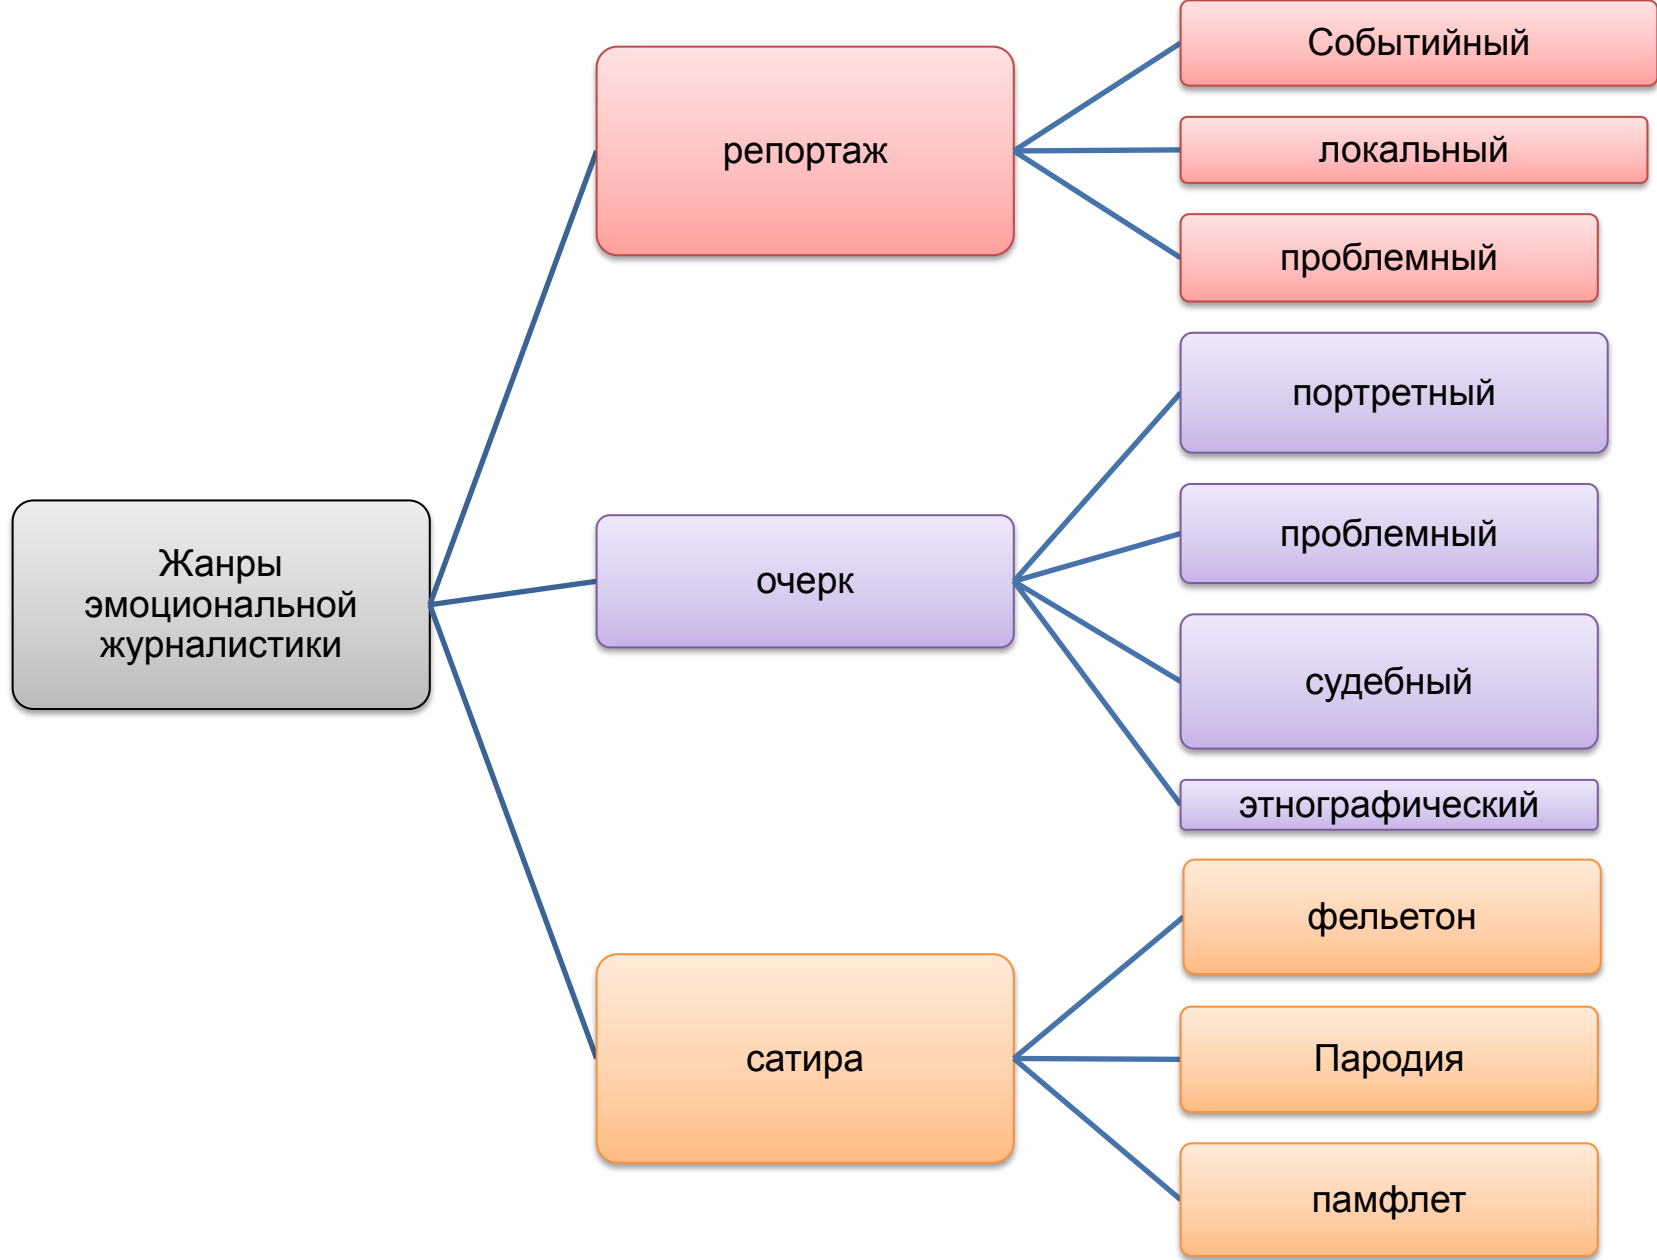 Жанры
эмоциональной
журналистики
репортаж
Событийный
локальный
проблемный
очерк
портретный
проблемный
судебный
этнографический
сатира
фельетон
Пародия
памфлет